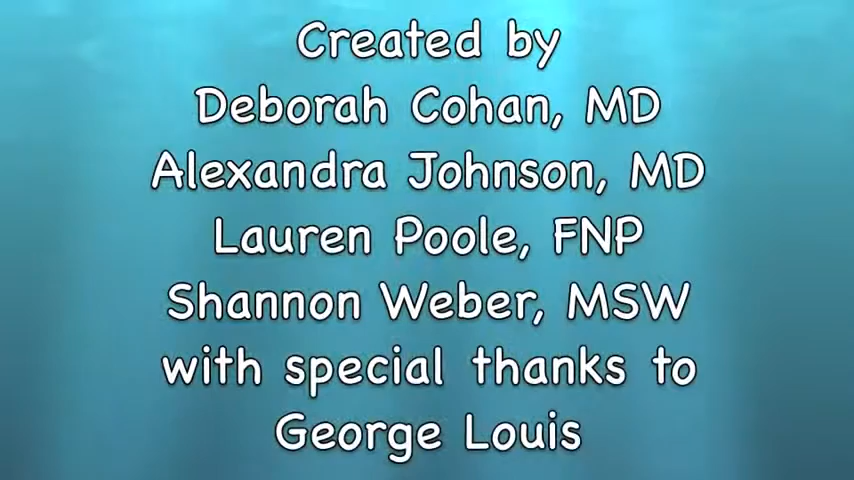 Created by
Deborah Cohan, MD
Alexandra Johnson, MD
Lauren Poole, FNP
Shannon Weber, MSW
with special thanks to
George Louis